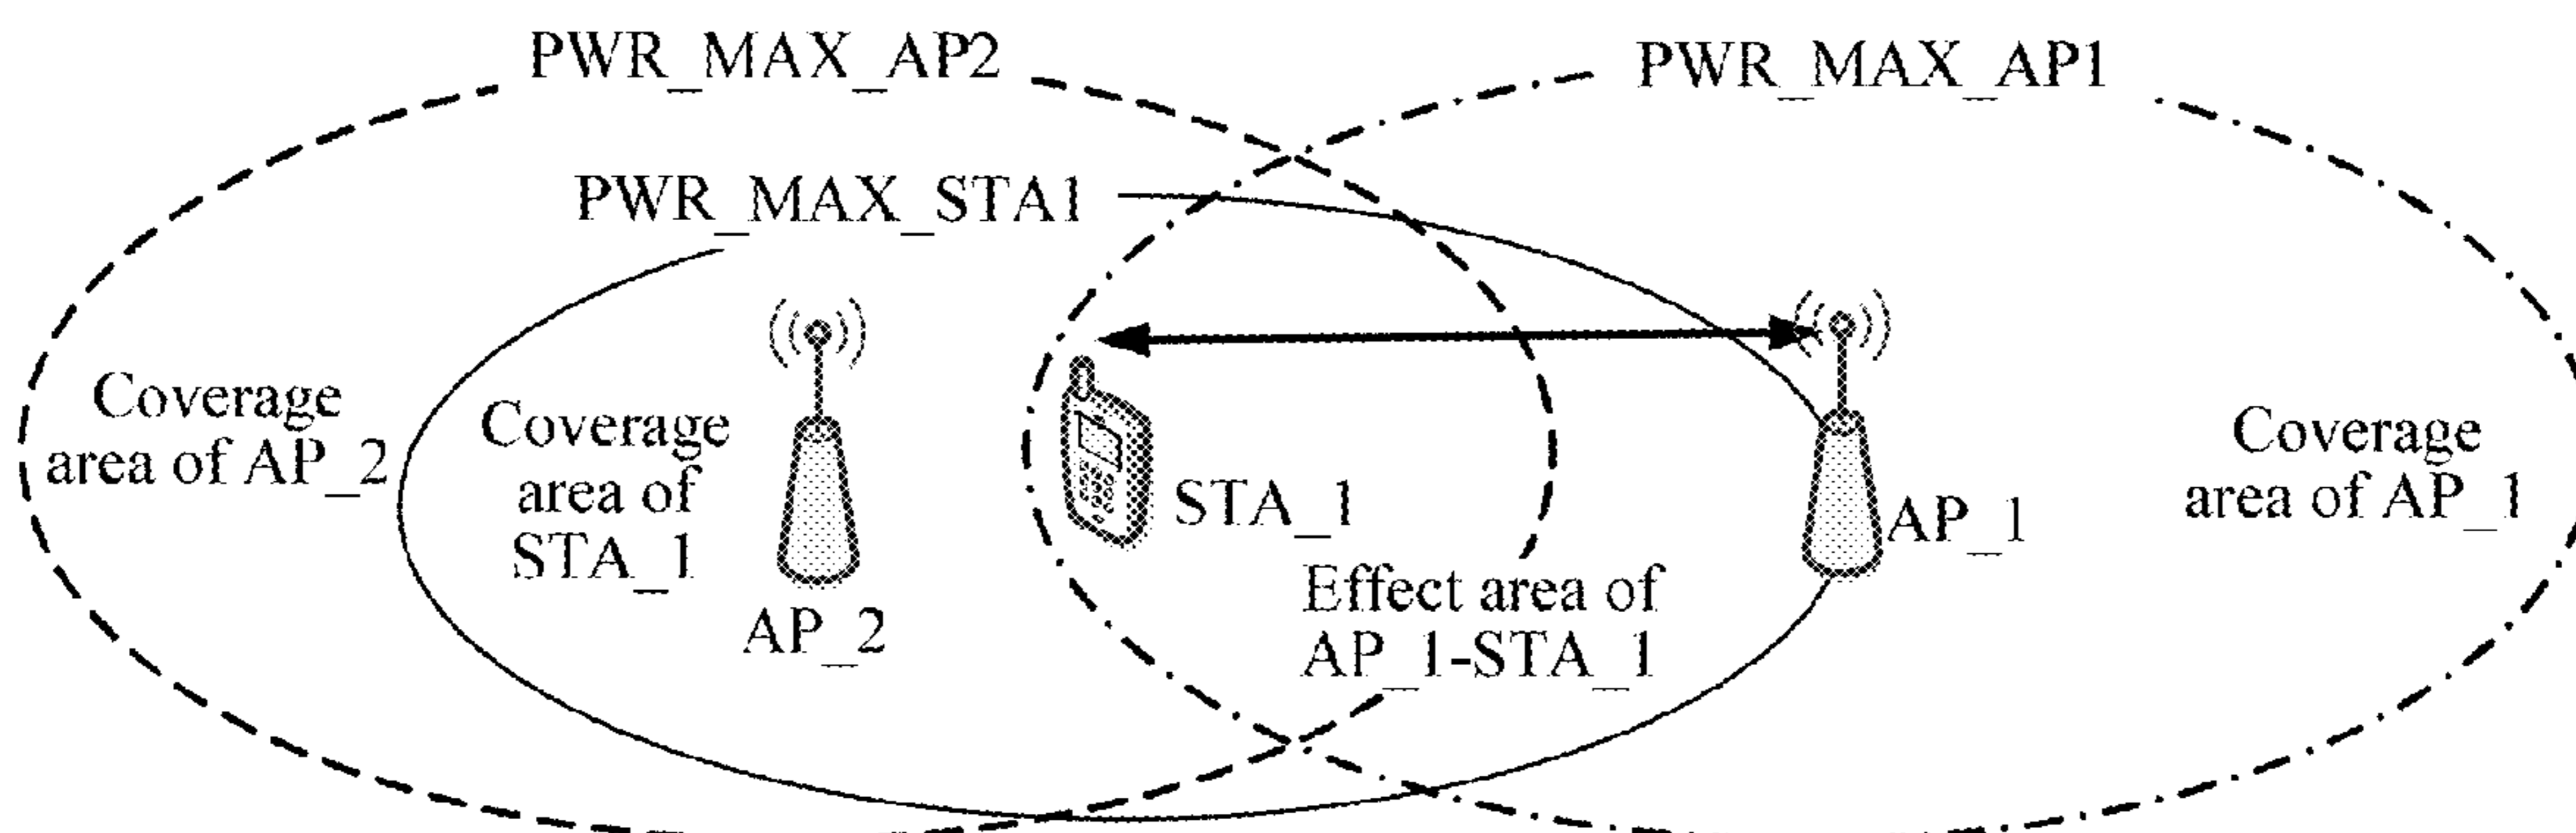 PWR_MAX_AP2
PWR_MAX_AP1
PWR_MAX_STA1
Coverage
area of AP_2
Coverage
area of
STA_1
AP_2
STA_1
Effect area of
AP_1-STA_1
AP_1
Coverage
area of AP_1